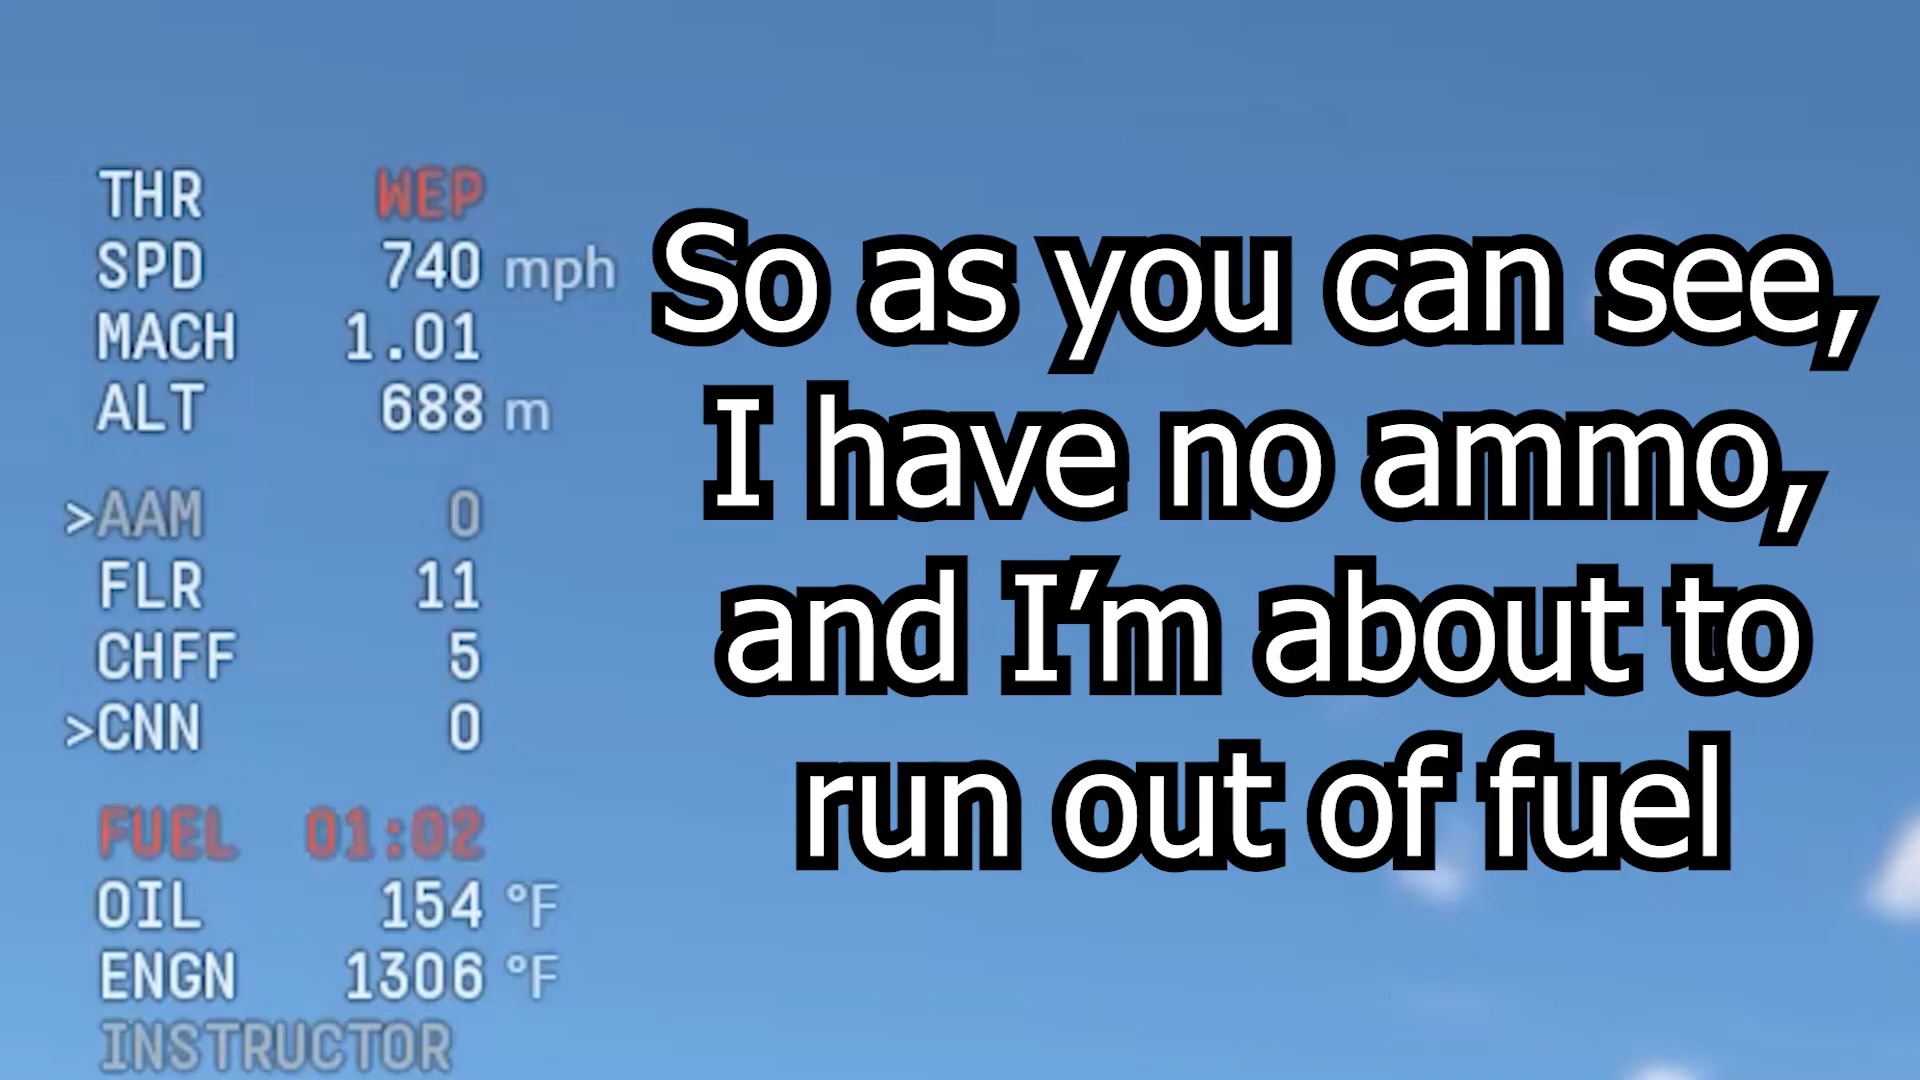 THR WEP
SPD 740 mph
MACH 1.01
ALT 688 m
>AAM 0
FLR 11
CHFF 5
>CNN 0
FUEL 01:02
OIL 154 °F
ENGN 1306 °F
INSTRUCTOR
So as you can see,
I have no ammo,
and I'm about to
run out of fuel